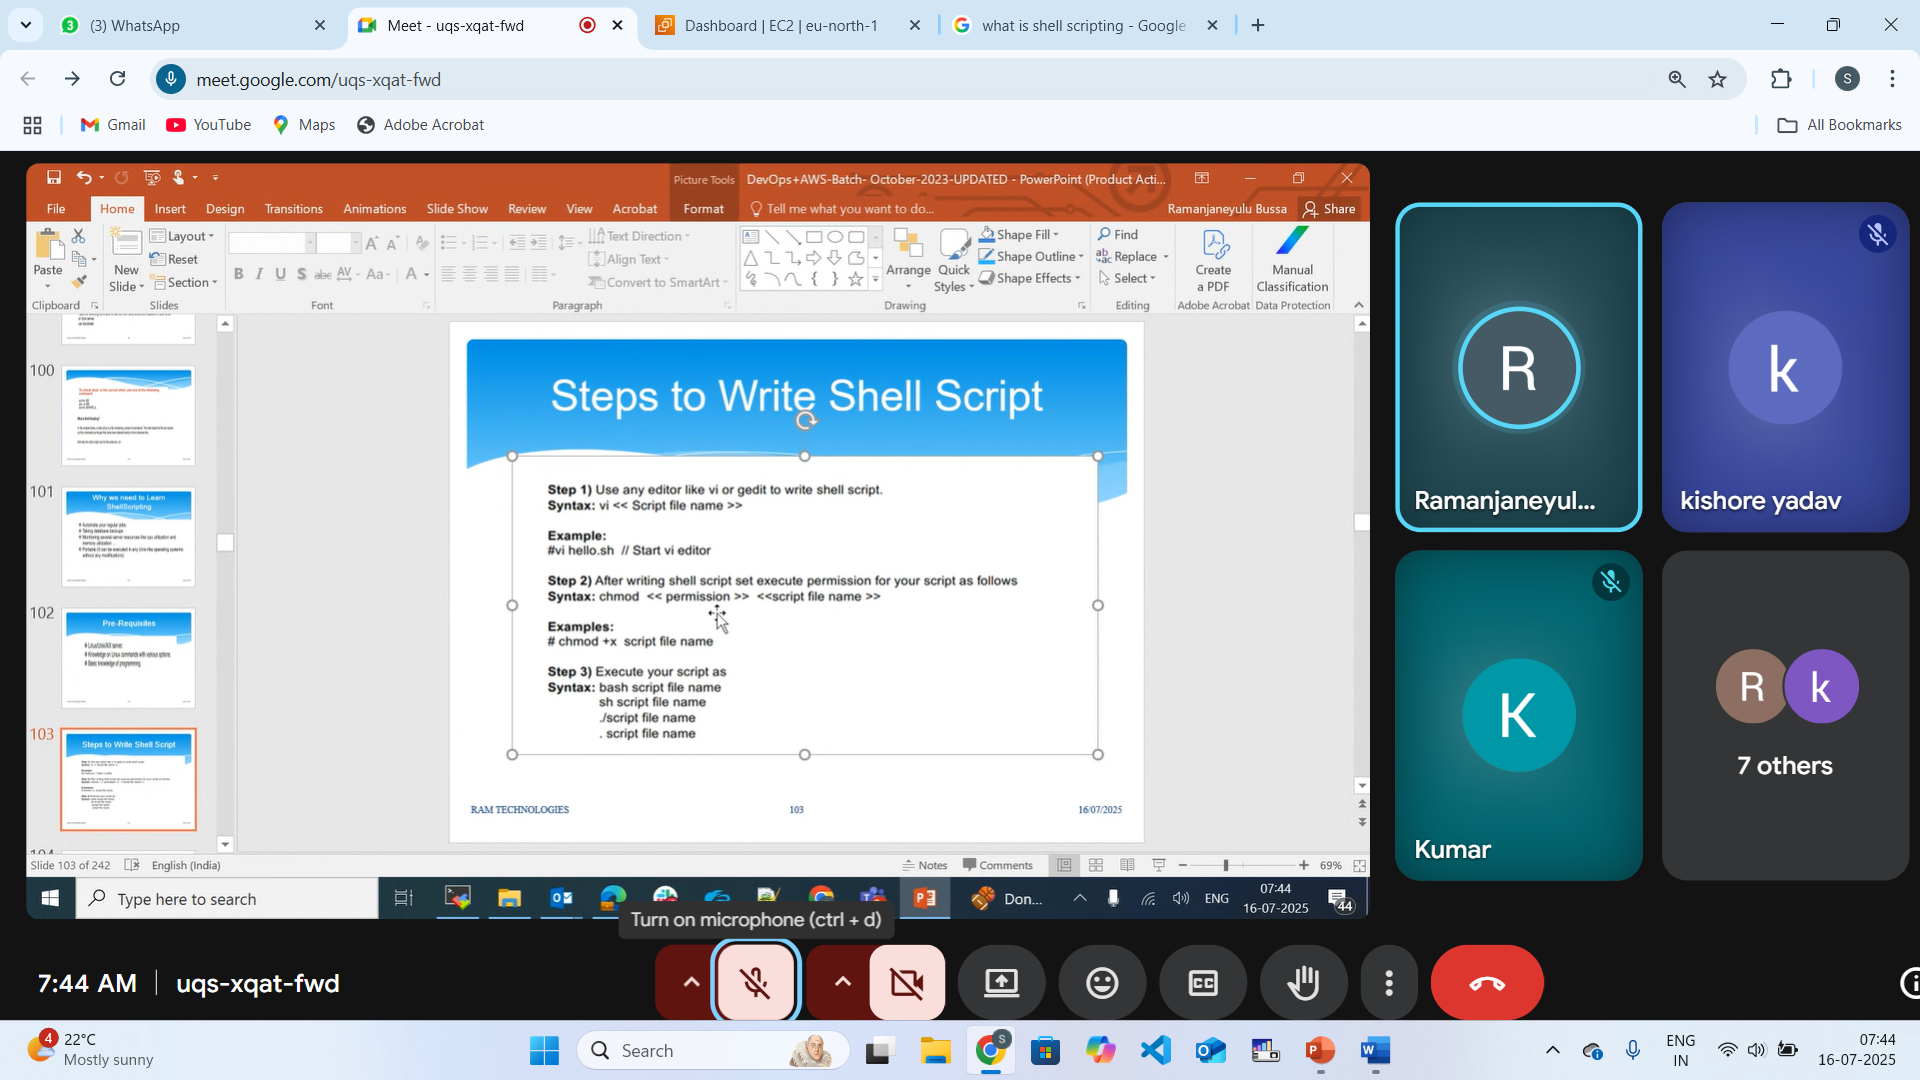 (3) WhatsApp
Meet - uqs-xqat-fwd
Dashboard | EC2 | eu-north-1
what is shell scripting - Google
meet.google.com/uqs-xqat-fwd
S
Gmail
YouTube
Maps
Adobe Acrobat
All Bookmarks
Picture Tools
DevOps+AWS-Batch- October-2023-UPDATED - PowerPoint (Product Acti...
File
Home
Insert
Design
Transitions
Animations
Slide Show
Review
View
Acrobat
Format
Tell me what you want to do...
Ramanjaneyulu Bussa
Share
Paste
New
Slide
Layout
Reset
Section
Text Direction
Align Text
Convert to SmartArt
Arrange
Quick
Styles
Shape Fill
Shape Outline
Shape Effects
Find
Replace
Select
Create
a PDF
Manual
Classification
Clipboard
Slides
Font
Paragraph
Drawing
Editing
Adobe Acrobat
Data Protection
100
101
Why we need to Learn
ShellScripting
102
Pre-Requisites
103
Steps to Write Shell Script
Steps to Write Shell Script
Step 1) Use any editor like vi or gedit to write shell script.
Syntax: vi << Script file name >>
Example:
#vi hello.sh // Start vi editor
Step 2) After writing shell script set execute permission for your script as follows
Syntax: chmod << permission >> <<script file name >>
Examples:
# chmod +x script file name
Step 3) Execute your script as
Syntax: bash script file name
sh script file name
./script file name
. script file name
RAM TECHNOLOGIES
103
16/07/2025
Slide 103 of 242
English (India)
Notes
Comments
69%
Type here to search
Don...
ENG
07:44
16-07-2025
44
Turn on microphone (ctrl + d)
R
Ramanjaneyul...
k
kishore yadav
K
Kumar
R
k
7 others
7:44 AM
uqs-xqat-fwd
4
22°C
Mostly sunny
Search
ENG
IN
07:44
16-07-2025